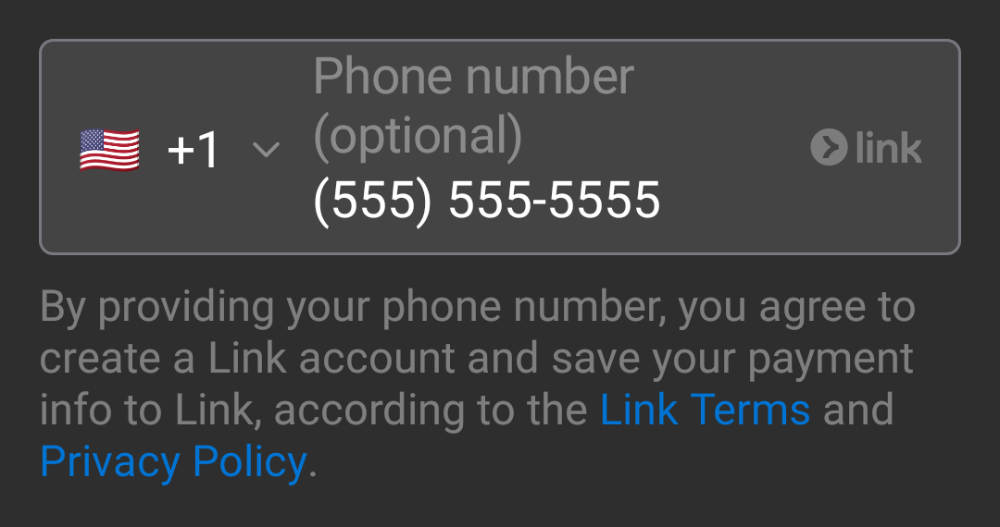 Phone number
(optional)
+1
(555) 555-5555
link
By providing your phone number, you agree to
create a Link account and save your payment
info to Link, according to the Link Terms and
Privacy Policy.